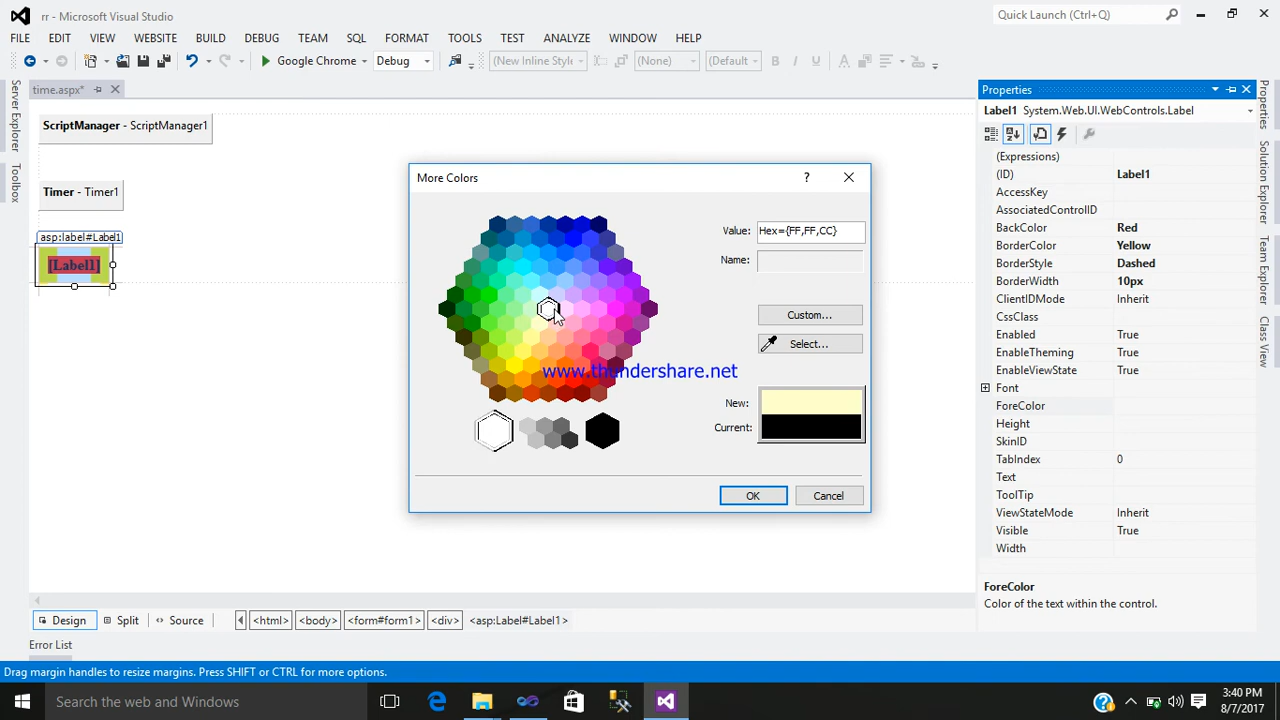 rr - Microsoft Visual Studio
Quick Launch (Ctrl+Q)
FILE EDIT VIEW WEBSITE BUILD DEBUG TEAM SQL FORMAT TOOLS TEST ANALYZE WINDOW HELP
Google Chrome Debug (New Inline Style (None) (Default B I U A
time.aspx*
Server Explorer
Toolbox
ScriptManager - ScriptManager1
Timer - Timer1
asp:label#Label1
[Label1]
More Colors
?
Value: Hex={FF,FF,CC}
Name:
Custom...
Select...
www.thundershare.net
New:
Current:
OK Cancel
Properties
Label1 System.Web.UI.WebControls.Label
(Expressions)
(ID) Label1
AccessKey
AssociatedControlID
BackColor Red
BorderColor Yellow
BorderStyle Dashed
BorderWidth 10px
ClientIDMode Inherit
CssClass
Enabled True
EnableTheming True
EnableViewState True
Font
ForeColor
Height
SkinID
TabIndex 0
Text
ToolTip
ViewStateMode Inherit
Visible True
Width
ForeColor
Color of the text within the control.
Properties
Solution Explorer
Team Explorer
Class View
Design Split Source <html> <body> <form#form1> <div> <asp:Label#Label1>
Error List
Drag margin handles to resize margins. Press SHIFT or CTRL for more options.
Search the web and Windows
3:40 PM
8/7/2017